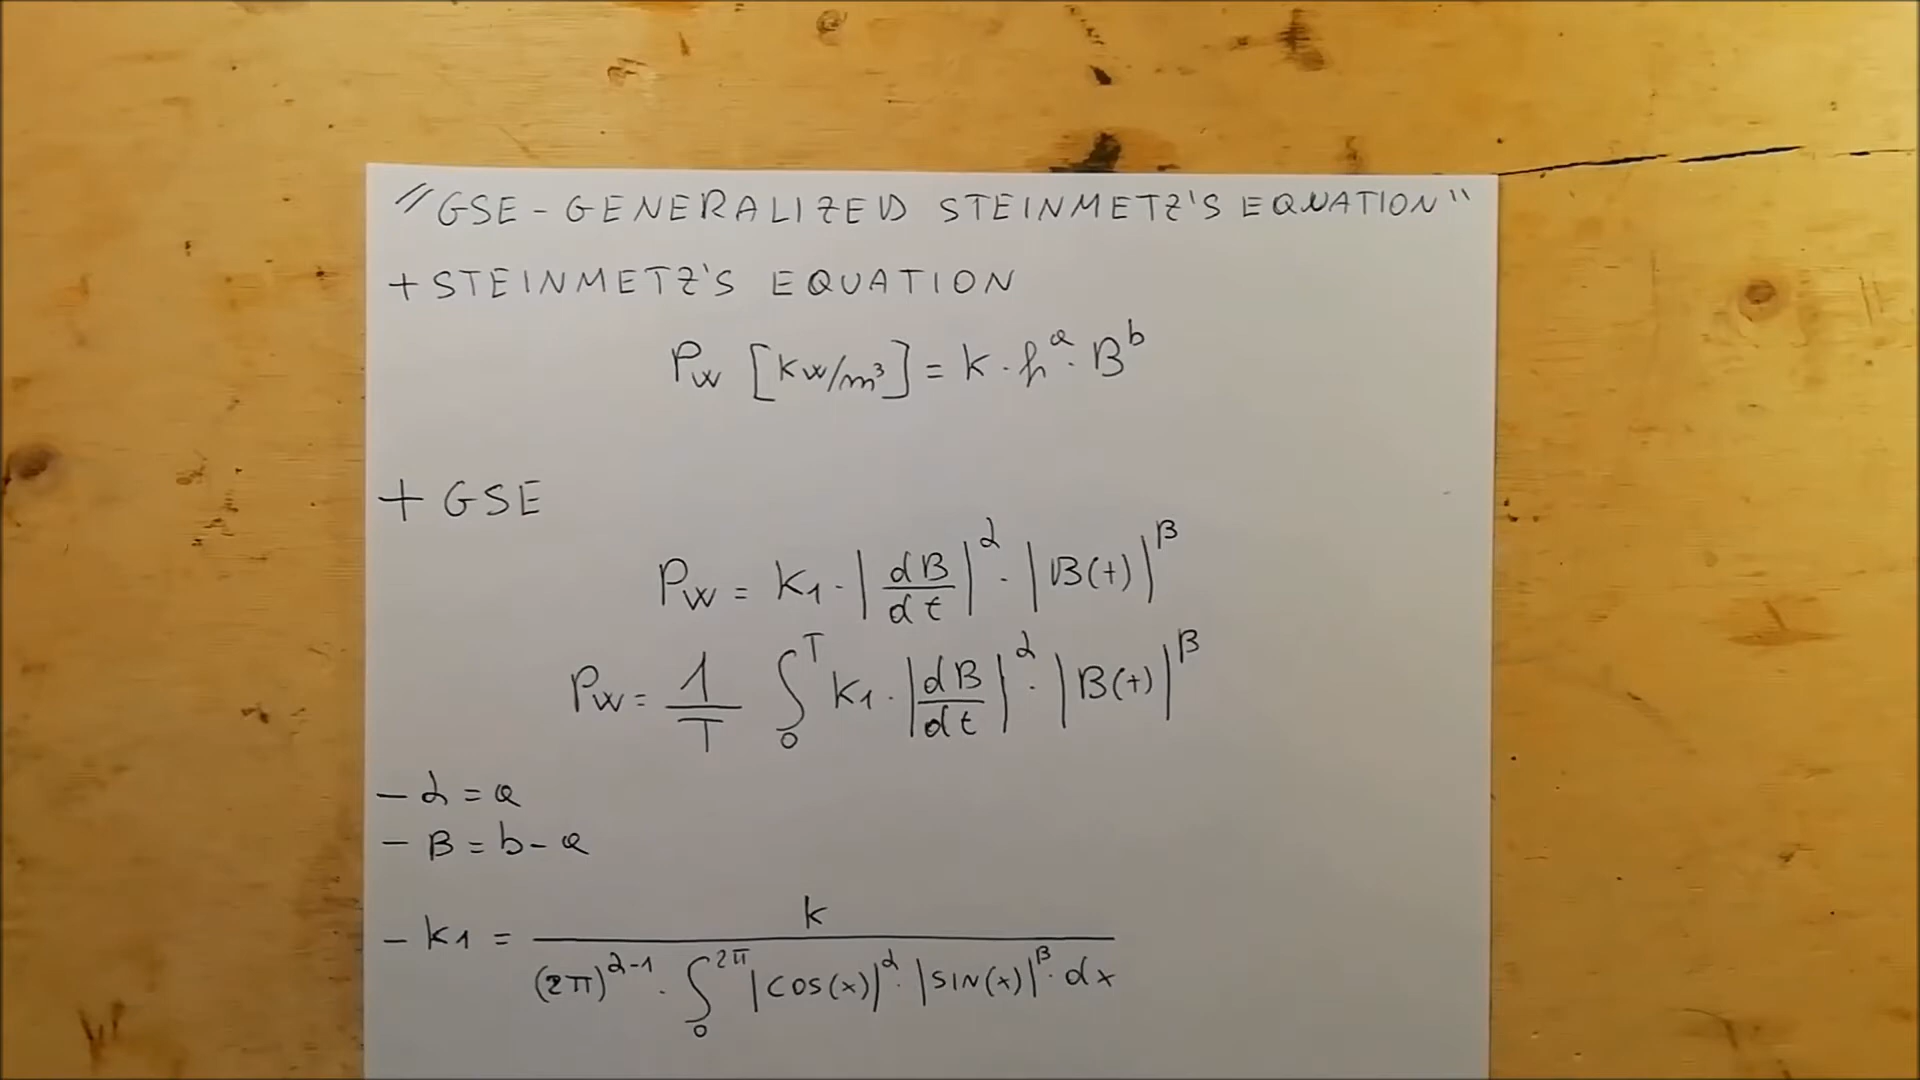 "GSE - GENERALIZED STEINMETZ'S EQUATION"
+ STEINMETZ'S EQUATION
Pw [kw/m³] = k · f^a · B^b
+ GSE
Pw = K1 · |dB/dt|^α · |B(t)|^β
Pw = 1/T ∫_0^T K1 · |dB/dt|^α · |B(t)|^β
- α = a
- β = b - a
- K1 = k / ((2π)^(α-1) · ∫_0^2π |COS(x)|^α · |SIN(x)|^β · dx)